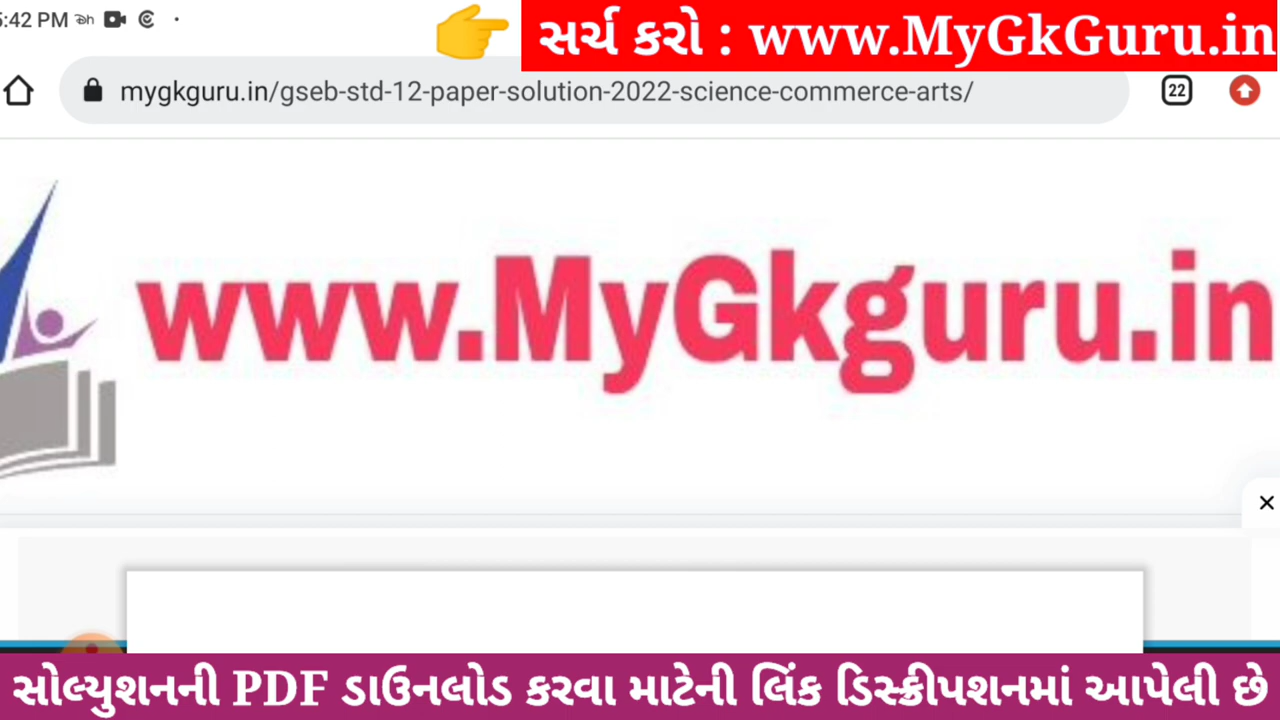 5:42 PM
સર્ચ કરો : www.MyGkGuru.in
mygkguru.in/gseb-std-12-paper-solution-2022-science-commerce-arts/
22
www.MyGkguru.in
સોલ્યુશનની PDF ડાઉનલોડ કરવા માટેની લિંક ડિસ્ક્રીપશનમાં આપેલી છે